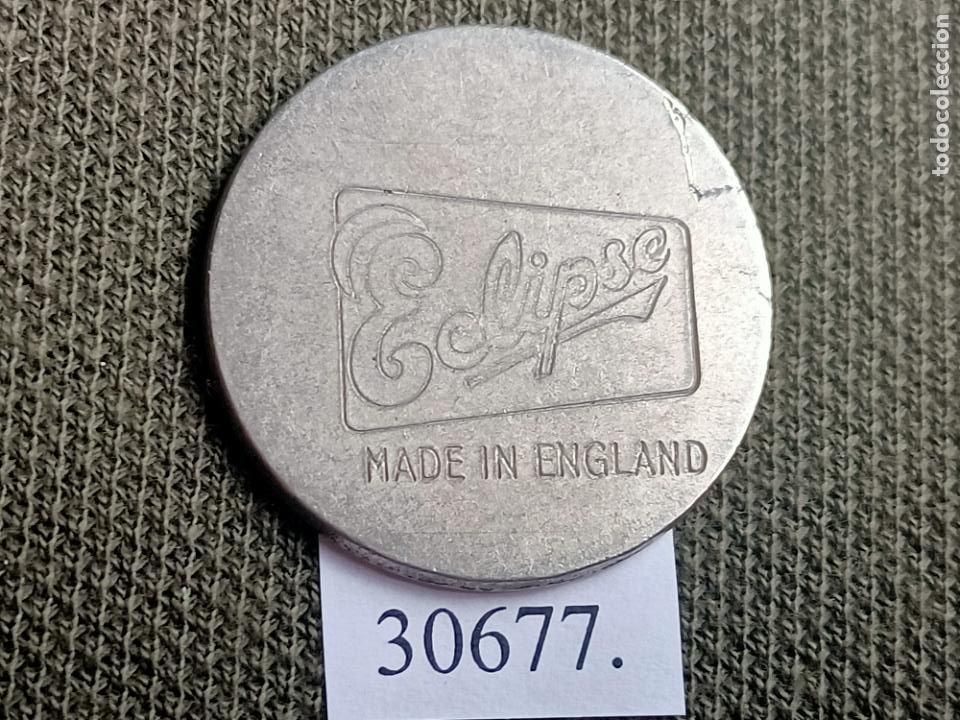 Eclipse
MADE IN ENGLAND
30677.
todocoleccion